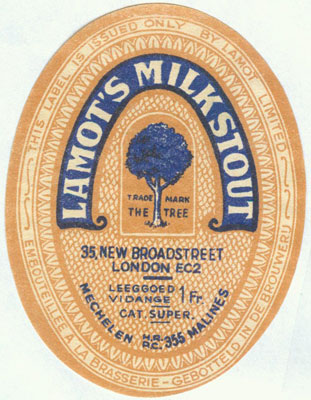 THIS LABEL IS ISSUED ONLY BY LAMOT LIMITED
LAMOT'S MILKSTOUT
TRADE MARK
THE TREE
35, NEW BROADSTREET
LONDON EC2
LEEGGOED
VIDANGE 1 Fr.
CAT. SUPER.
MECHELEN H.R. R.C. 355 MALINES
EMBOUTEILLÉE A LA BRASSERIE - GEBOTTELD IN DE BROUWERIJ